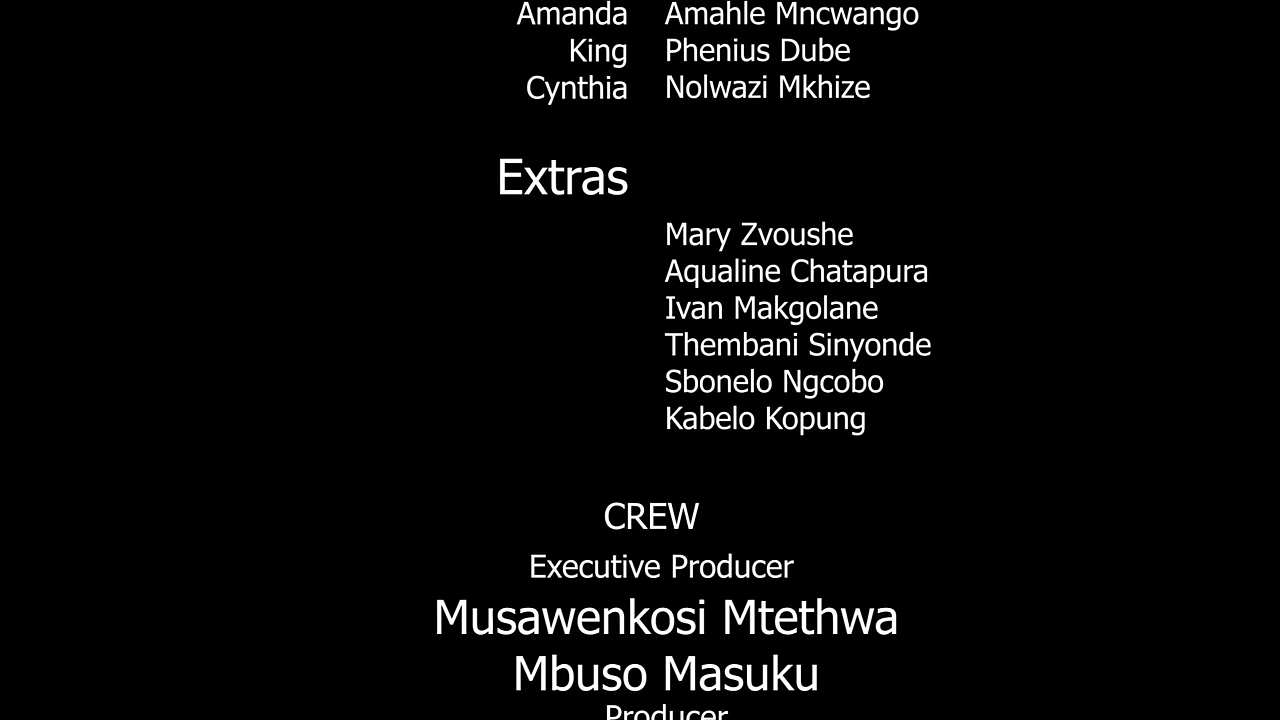 Amanda Amahle Mncwango
King Phenius Dube
Cynthia Nolwazi Mkhize
Extras
Mary Zvoushe
Aqualine Chatapura
Ivan Makgolane
Thembani Sinyonde
Sbonelo Ngcobo
Kabelo Kopung
CREW
Executive Producer
Musawenkosi Mtethwa
Mbuso Masuku
Producer